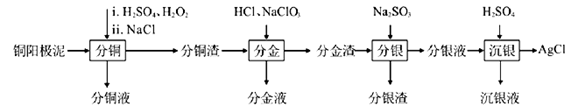 i. H₂SO₄、H₂O₂ HCl、NaClO₃ Na₂SO₃ H₂SO₄
ii. NaCl
铜阳极泥 分铜 分铜渣 分金 分金渣 分银 分银液 沉银 AgCl
分铜液 分金液 分银渣 沉银液